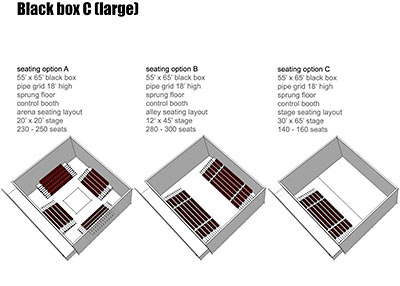 Black box C (large)
seating option A
55' x 65' black box
pipe grid 18' high
sprung floor
control booth
arena seating layout
20' x 20' stage
230 - 250 seats
seating option B
55' x 65' black box
pipe grid 18' high
sprung floor
control booth
alley seating layout
12' x 45' stage
280 - 300 seats
seating option C
55' x 65' black box
pipe grid 18' high
sprung floor
control booth
stage seating layout
30' x 65' stage
140 - 160 seats